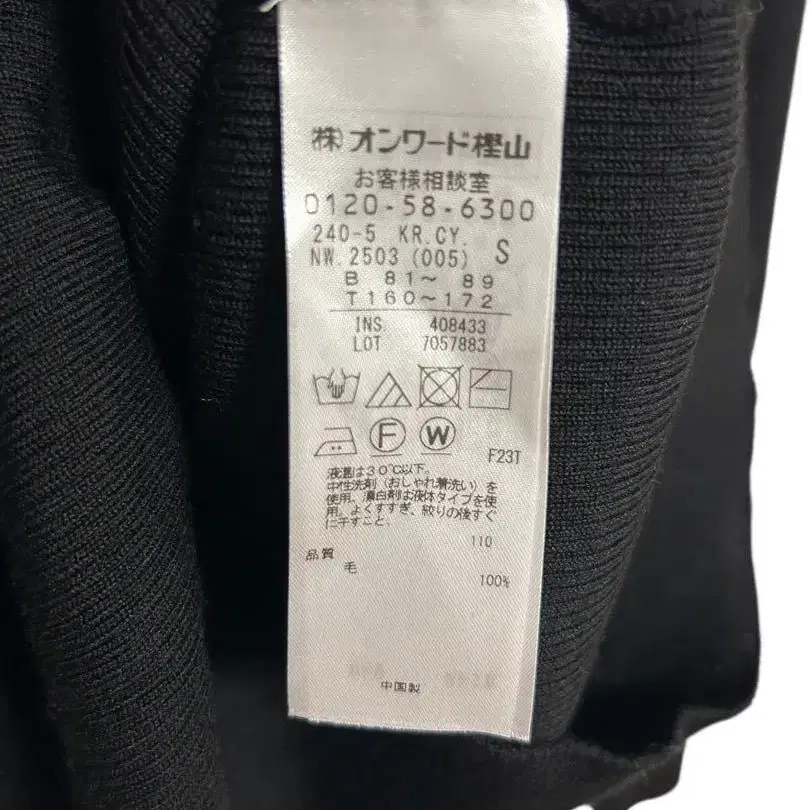 ㈱オンワード樫山
お客様相談室
0120-58-6300
240-5 KR.CY.
NW.2503 (005) S
B 81～ 89
T160～172
INS. 408433
LOT 7057883
F W
F23T
液温は30℃以下。
中性洗剤（おしゃれ着洗い）を
使用。漂白剤は液体タイプを使
用。よくすすぎ、絞りの後すぐ
に干すこと。
110
品質
毛 100%
中国製